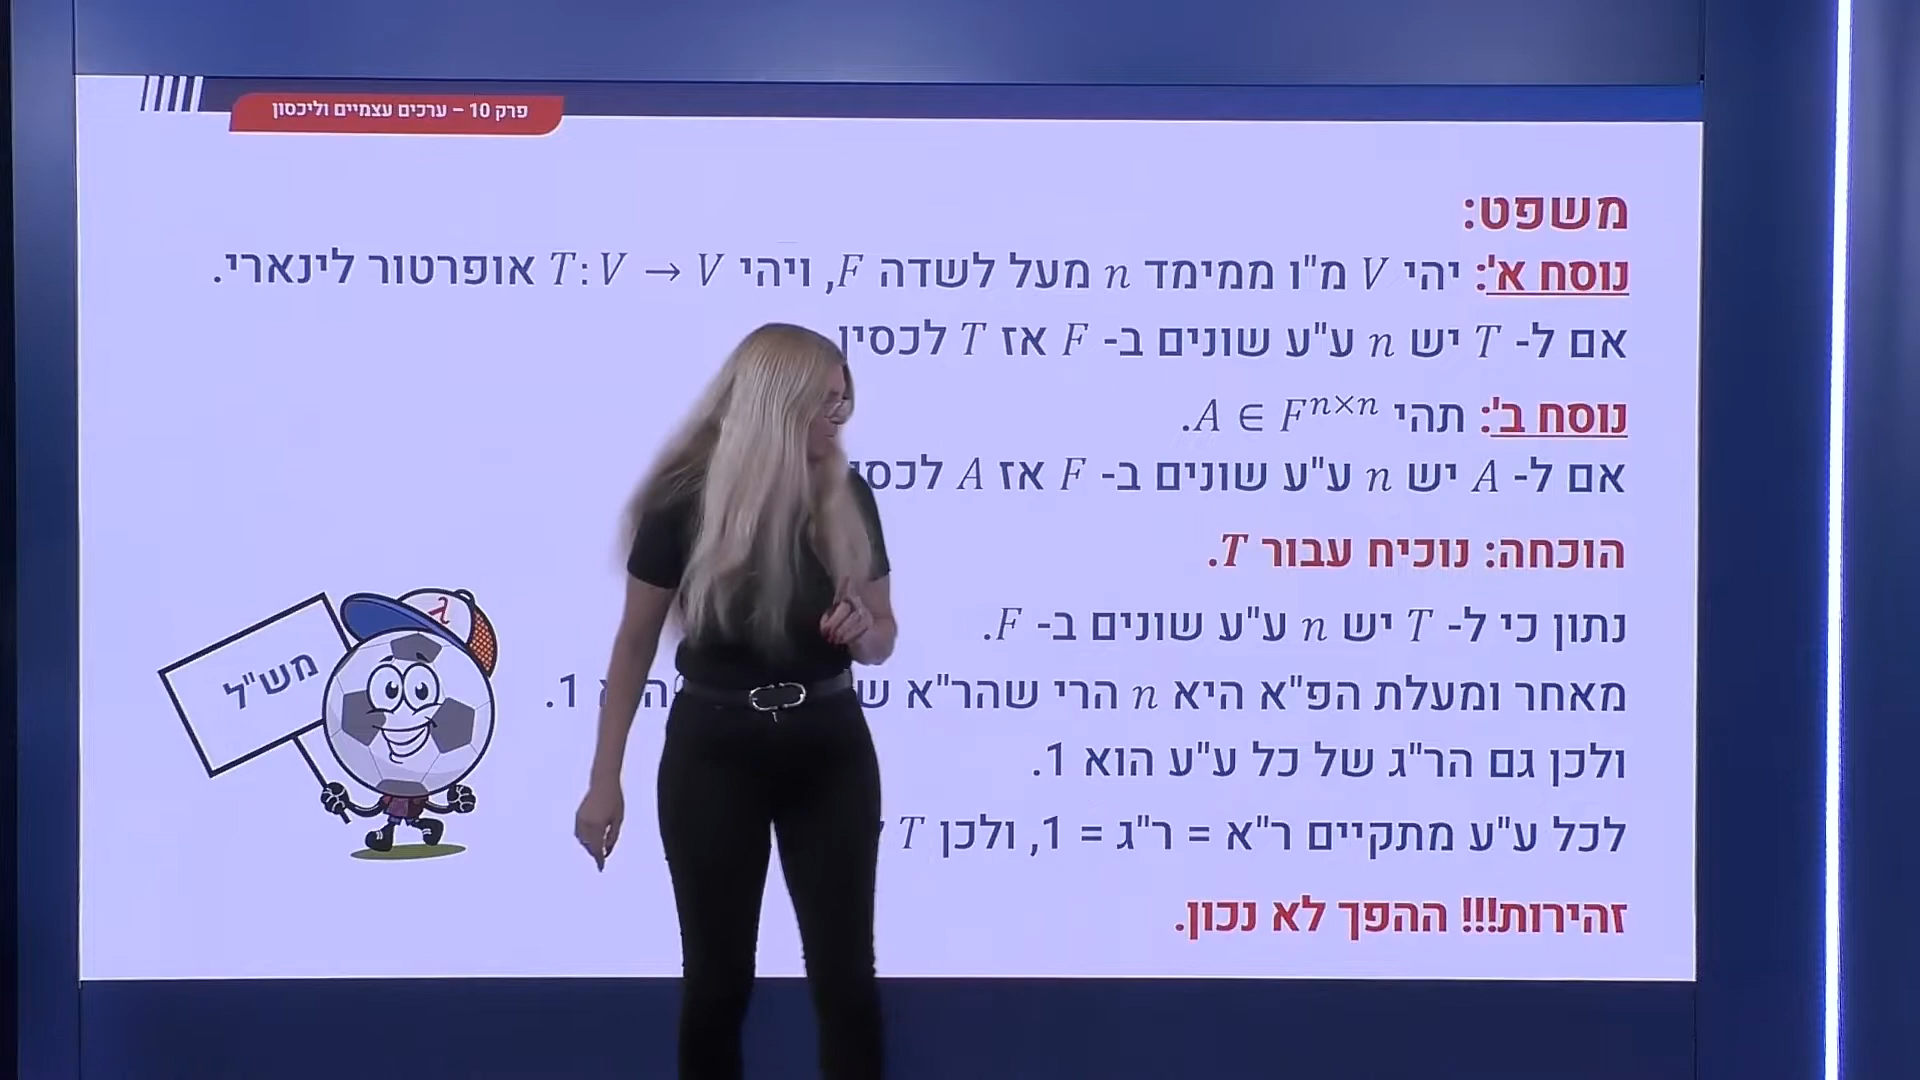 פרק 10 – ערכים עצמיים וליכסון
משפט:
נוסח א': יהי V מ"ו ממימד n מעל לשדה F, ויהי T: V → V אופרטור לינארי.
אם ל- T יש n ע"ע שונים ב- F אז T לכסין
נוסח ב': תהי A ∈ F^{n×n}.
אם ל- A יש n ע"ע שונים ב- F אז A
הוכחה: נוכיח עבור T.
נתון כי ל- T יש n ע"ע שונים ב- F.
מאחר ומעלת הפ"א היא n הרי שהר"א 1.
ולכן גם הר"ג של כל ע"ע הוא 1.
לכל ע"ע מתקיים ר"א = ר"ג = 1, ולכן T
זהירות!!! ההפך לא נכון.
מש"ל
λ